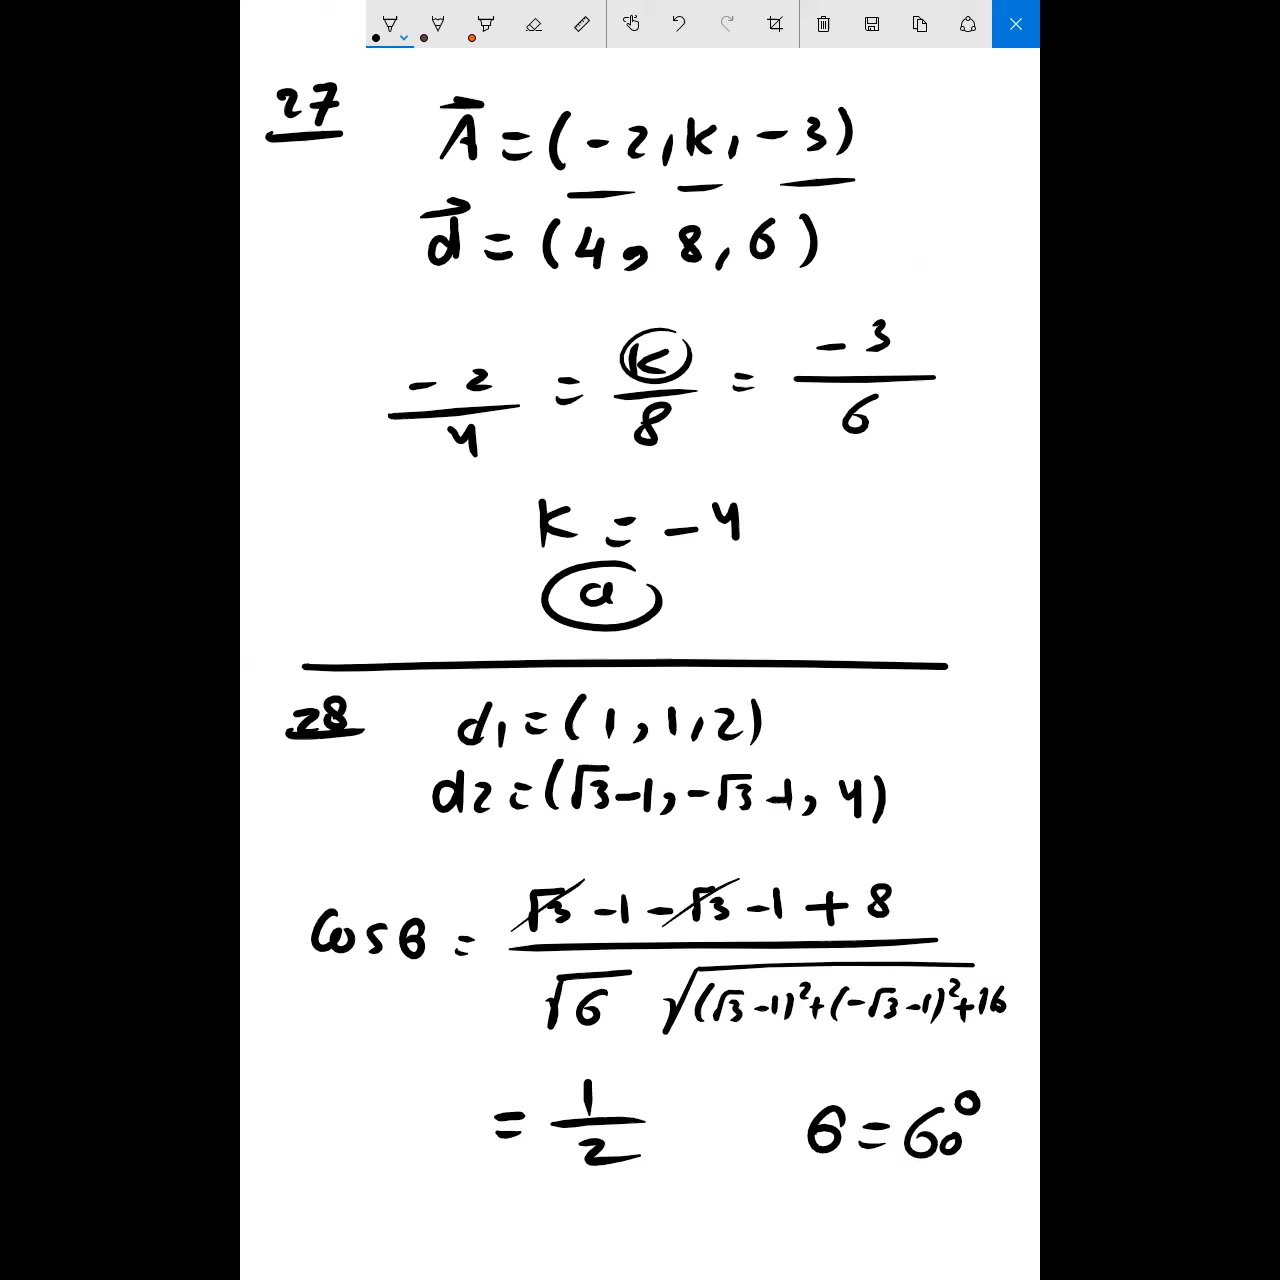 27
A⃗ = (-2, k, -3)
d⃗ = (4, 8, 6)
-2/4 = k/8 = -3/6
k = -4
a
28
d1 = (1, 1, 2)
d2 = (√3 -1, -√3 -1, 4)
Cos θ = (√3 -1 -√3 -1 + 8) / (√6 √((√3 -1)² + (-√3 -1)² + 16))
= 1/2 θ = 60°